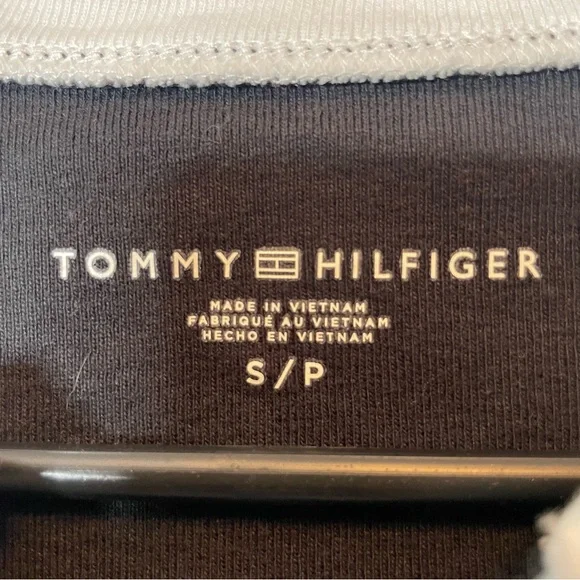 TOMMY HILFIGER
MADE IN VIETNAM
FABRIQUÉ AU VIETNAM
HECHO EN VIETNAM
S/P